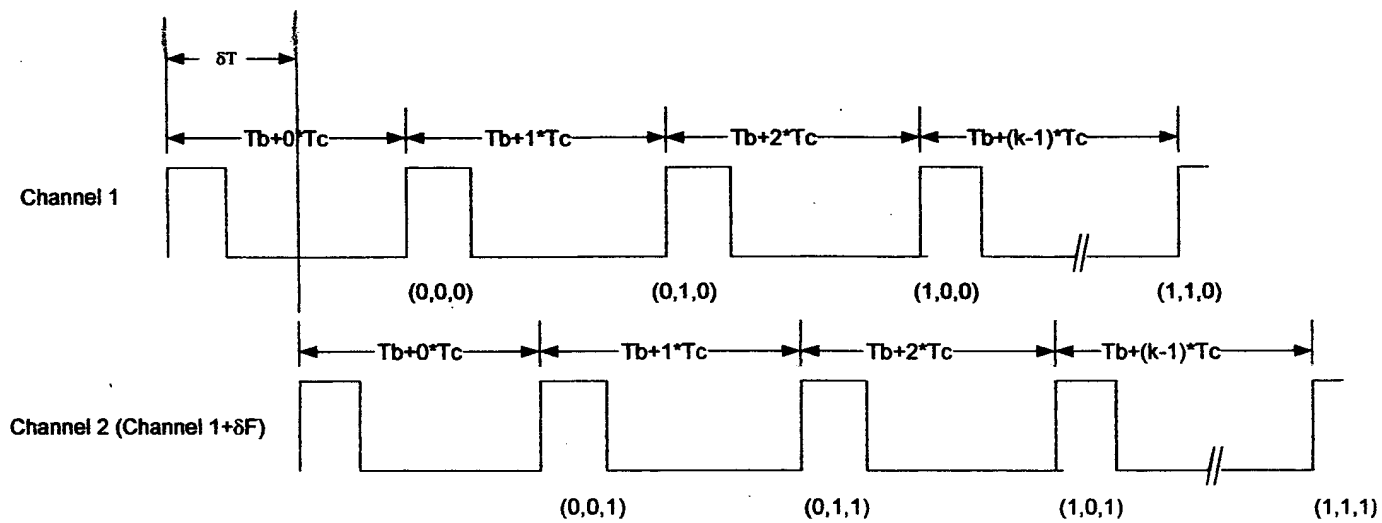 δT
Tb+0*Tc Tb+1*Tc Tb+2*Tc Tb+(k-1)*Tc
Channel 1
(0,0,0) (0,1,0) (1,0,0) (1,1,0)
Tb+0*Tc Tb+1*Tc Tb+2*Tc Tb+(k-1)*Tc
Channel 2 (Channel 1+δF)
(0,0,1) (0,1,1) (1,0,1) (1,1,1)